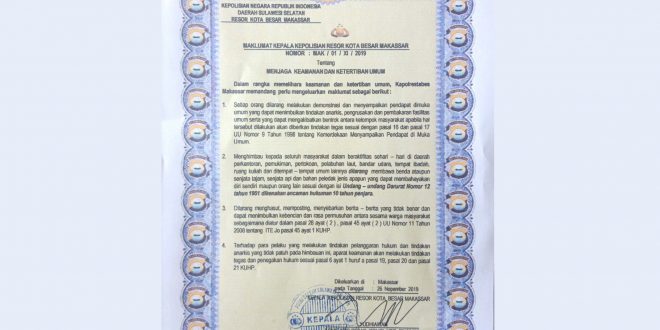 KEPOLISIAN NEGARA REPUBLIK INDONESIA
DAERAH SULAWESI SELATAN
RESOR KOTA BESAR MAKASSAR
MAKLUMAT KEPALA KEPOLISIAN RESOR KOTA BESAR MAKASSAR
NOMOR : MAK / 01 / XI / 2019
Tentang
MENJAGA KEAMANAN DAN KETERTIBAN UMUM
Dalam rangka memelihara keamanan dan ketertiban umum, Kapolrestabes
Makassar memandang perlu mengeluarkan maklumat sebagai berikut :
1. Setiap orang dilarang melakukan demonstrasi dan menyampaikan pendapat dimuka
umum yang dapat menimbulkan tindakan anarkis, pengrusakan dan pembakaran fasilitas
umum serta yang dapat mengakibatkan bentrok antara kelompok masyarakat apabila hal
tersebut dilakukan akan diberikan tindakan tegas sesuai dengan pasal 16 dan pasal 17
UU Nomor 9 Tahun 1998 tentang Kemerdekaan Menyampaikan Pendapat di Muka
Umum.
2. Menghimbau kepada seluruh masyarakat dalam beraktifitas sehari – hari di daerah
perkantoran, pemukiman, pertokoan, pelabuhan laut, bandar udara, tempat ibadah,
ruang kuliah dan ditempat – tempat umum lainnya dilarang membawa benda ataupun
senjata tajam, senjata api dan bahan peledak jenis apapun yang dapat membahayakan
diri sendiri maupun orang lain sesuai dengan isi Undang – undang Darurat Nomor 12
tahun 1951 dikenakan ancaman hukuman 10 tahun penjara.
3. Dilarang menghasut, memposting, menyebarkan berita – berita yang tidak benar dan
dapat menimbulkan kebencian dan rasa permusuhan antara sesama warga masyarakat
sebagaimana diatur dalam pasal 28 ayat ( 2 ) , pasal 45 ayat ( 2 ) UU Nomor 11 Tahun
2008 tentang ITE Jo pasal 45 ayat 1 KUHP.
4. Terhadap para pelaku yang melakukan tindakan pelanggaran hukum dan tindakan
anarkis yang tidak patuh pada himbauan ini, aparat keamanan akan melakukan tindakan
tegas dan penegakan hukum sesuai pasal 6 ayat 1 huruf a pasal 19, pasal 20 dan pasal
21 KUHP.
Dikeluarkan di : Makassar
pada Tanggal : 26 Nopember 2019
KEPALA KEPOLISIAN RESOR KOTA BESAR MAKASSAR
KEPALA